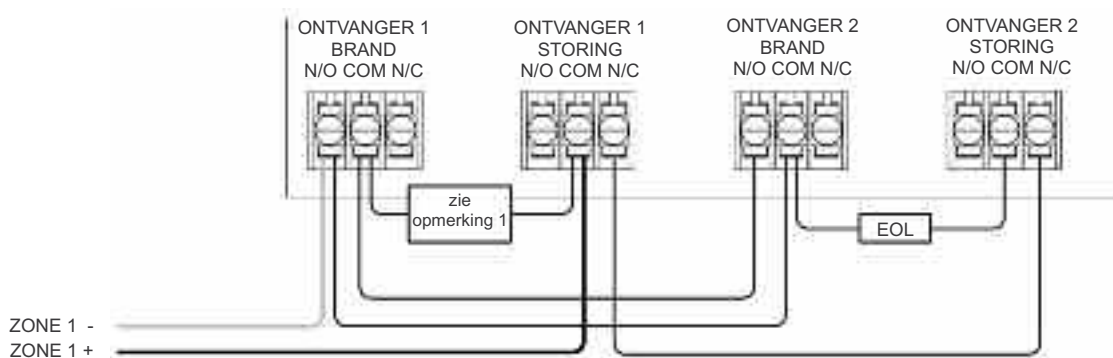 ONTVANGER 1
BRAND
N/O COM N/C
ONTVANGER 1
STORING
N/O COM N/C
ONTVANGER 2
BRAND
N/O COM N/C
ONTVANGER 2
STORING
N/O COM N/C
zie
opmerking 1
EOL
ZONE 1 -
ZONE 1 +